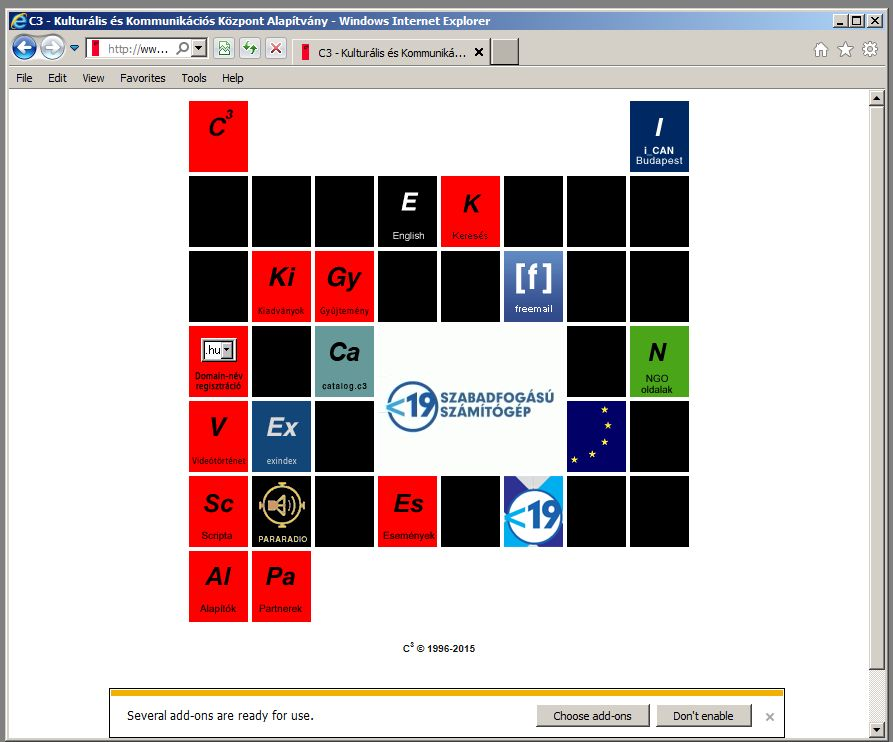 C3 - Kulturális és Kommunikációs Központ Alapítvány - Windows Internet Explorer
http://ww...
C3 - Kulturális és Kommuniká...
File Edit View Favorites Tools Help
C3
I
i_CAN
Budapest
E
English
K
Keresés
Ki
Kiadványok
Gy
Gyűjtemény
[f]
freemail
.hu
Domain-név
regisztráció
Ca
catalog.c3
<19 SZABADFOGÁSÚ
SZÁMÍTÓGÉP
N
NGO
oldalak
V
Videótörténet
Ex
exindex
Sc
Scripta
PARARADIO
Es
Események
<19
Al
Alapítók
Pa
Partnerek
C3 © 1996-2015
Several add-ons are ready for use.
Choose add-ons
Don't enable